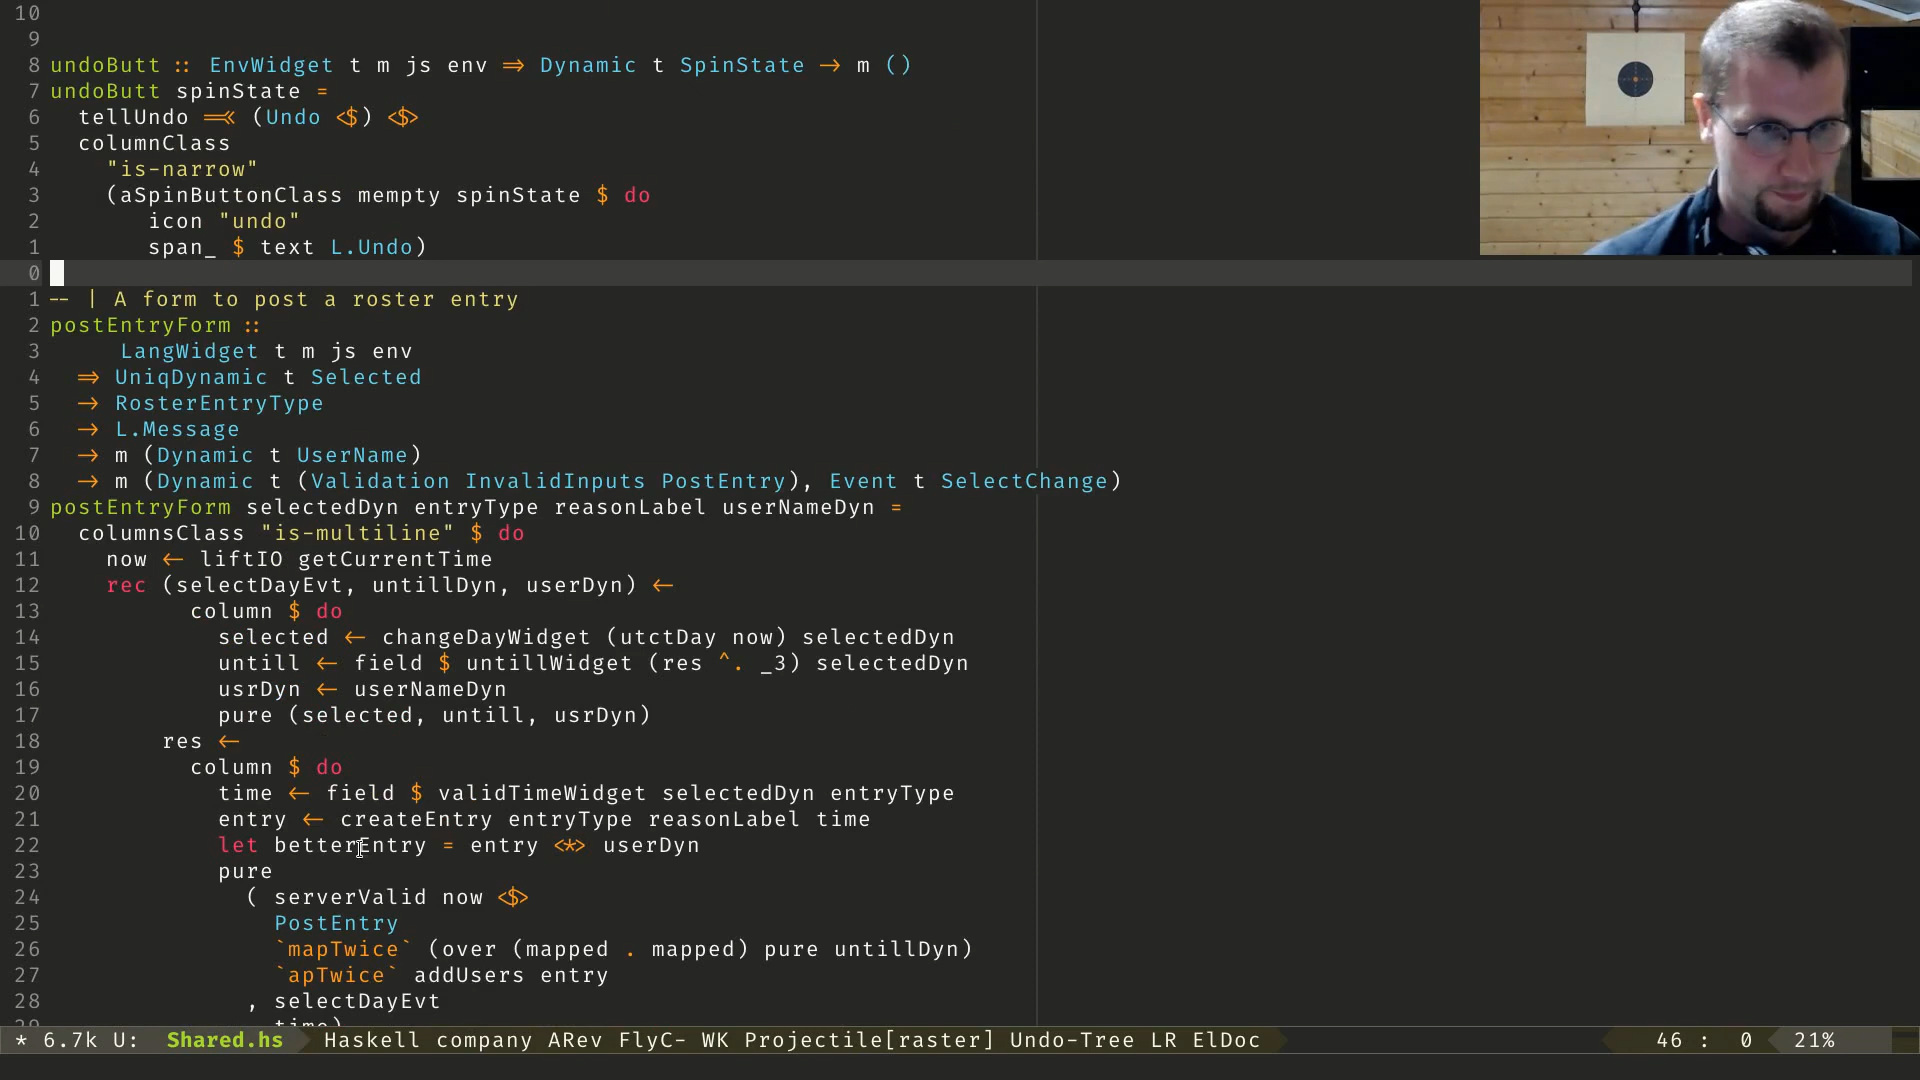 10
9
8 undoButt :: EnvWidget t m js env ⇒ Dynamic t SpinState → m ()
7 undoButt spinState =
6 tellUndo =<< (Undo <$) <$>
5 columnClass
4 "is-narrow"
3 (aSpinButtonClass mempty spinState $ do
2 icon "undo"
1 span_ $ text L.Undo)
0
1 -- | A form to post a roster entry
2 postEntryForm ::
3 LangWidget t m js env
4 ⇒ UniqDynamic t Selected
5 → RosterEntryType
6 → L.Message
7 → m (Dynamic t UserName)
8 → m (Dynamic t (Validation InvalidInputs PostEntry), Event t SelectChange)
9 postEntryForm selectedDyn entryType reasonLabel userNameDyn =
10 columnsClass "is-multiline" $ do
11 now ← liftIO getCurrentTime
12 rec (selectDayEvt, untillDyn, userDyn) ←
13 column $ do
14 selected ← changeDayWidget (utctDay now) selectedDyn
15 untill ← field $ untillWidget (res ^. _3) selectedDyn
16 usrDyn ← userNameDyn
17 pure (selected, untill, usrDyn)
18 res ←
19 column $ do
20 time ← field $ validTimeWidget selectedDyn entryType
21 entry ← createEntry entryType reasonLabel time
22 let betterEntry = entry <*> userDyn
23 pure
24 ( serverValid now <$>
25 PostEntry
26 `mapTwice` (over (mapped . mapped) pure untillDyn)
27 `apTwice` addUsers entry
28 , selectDayEvt
29 time)
* 6.7k U: Shared.hs Haskell company ARev FlyC- WK Projectile[raster] Undo-Tree LR ElDoc 46 : 0 21%